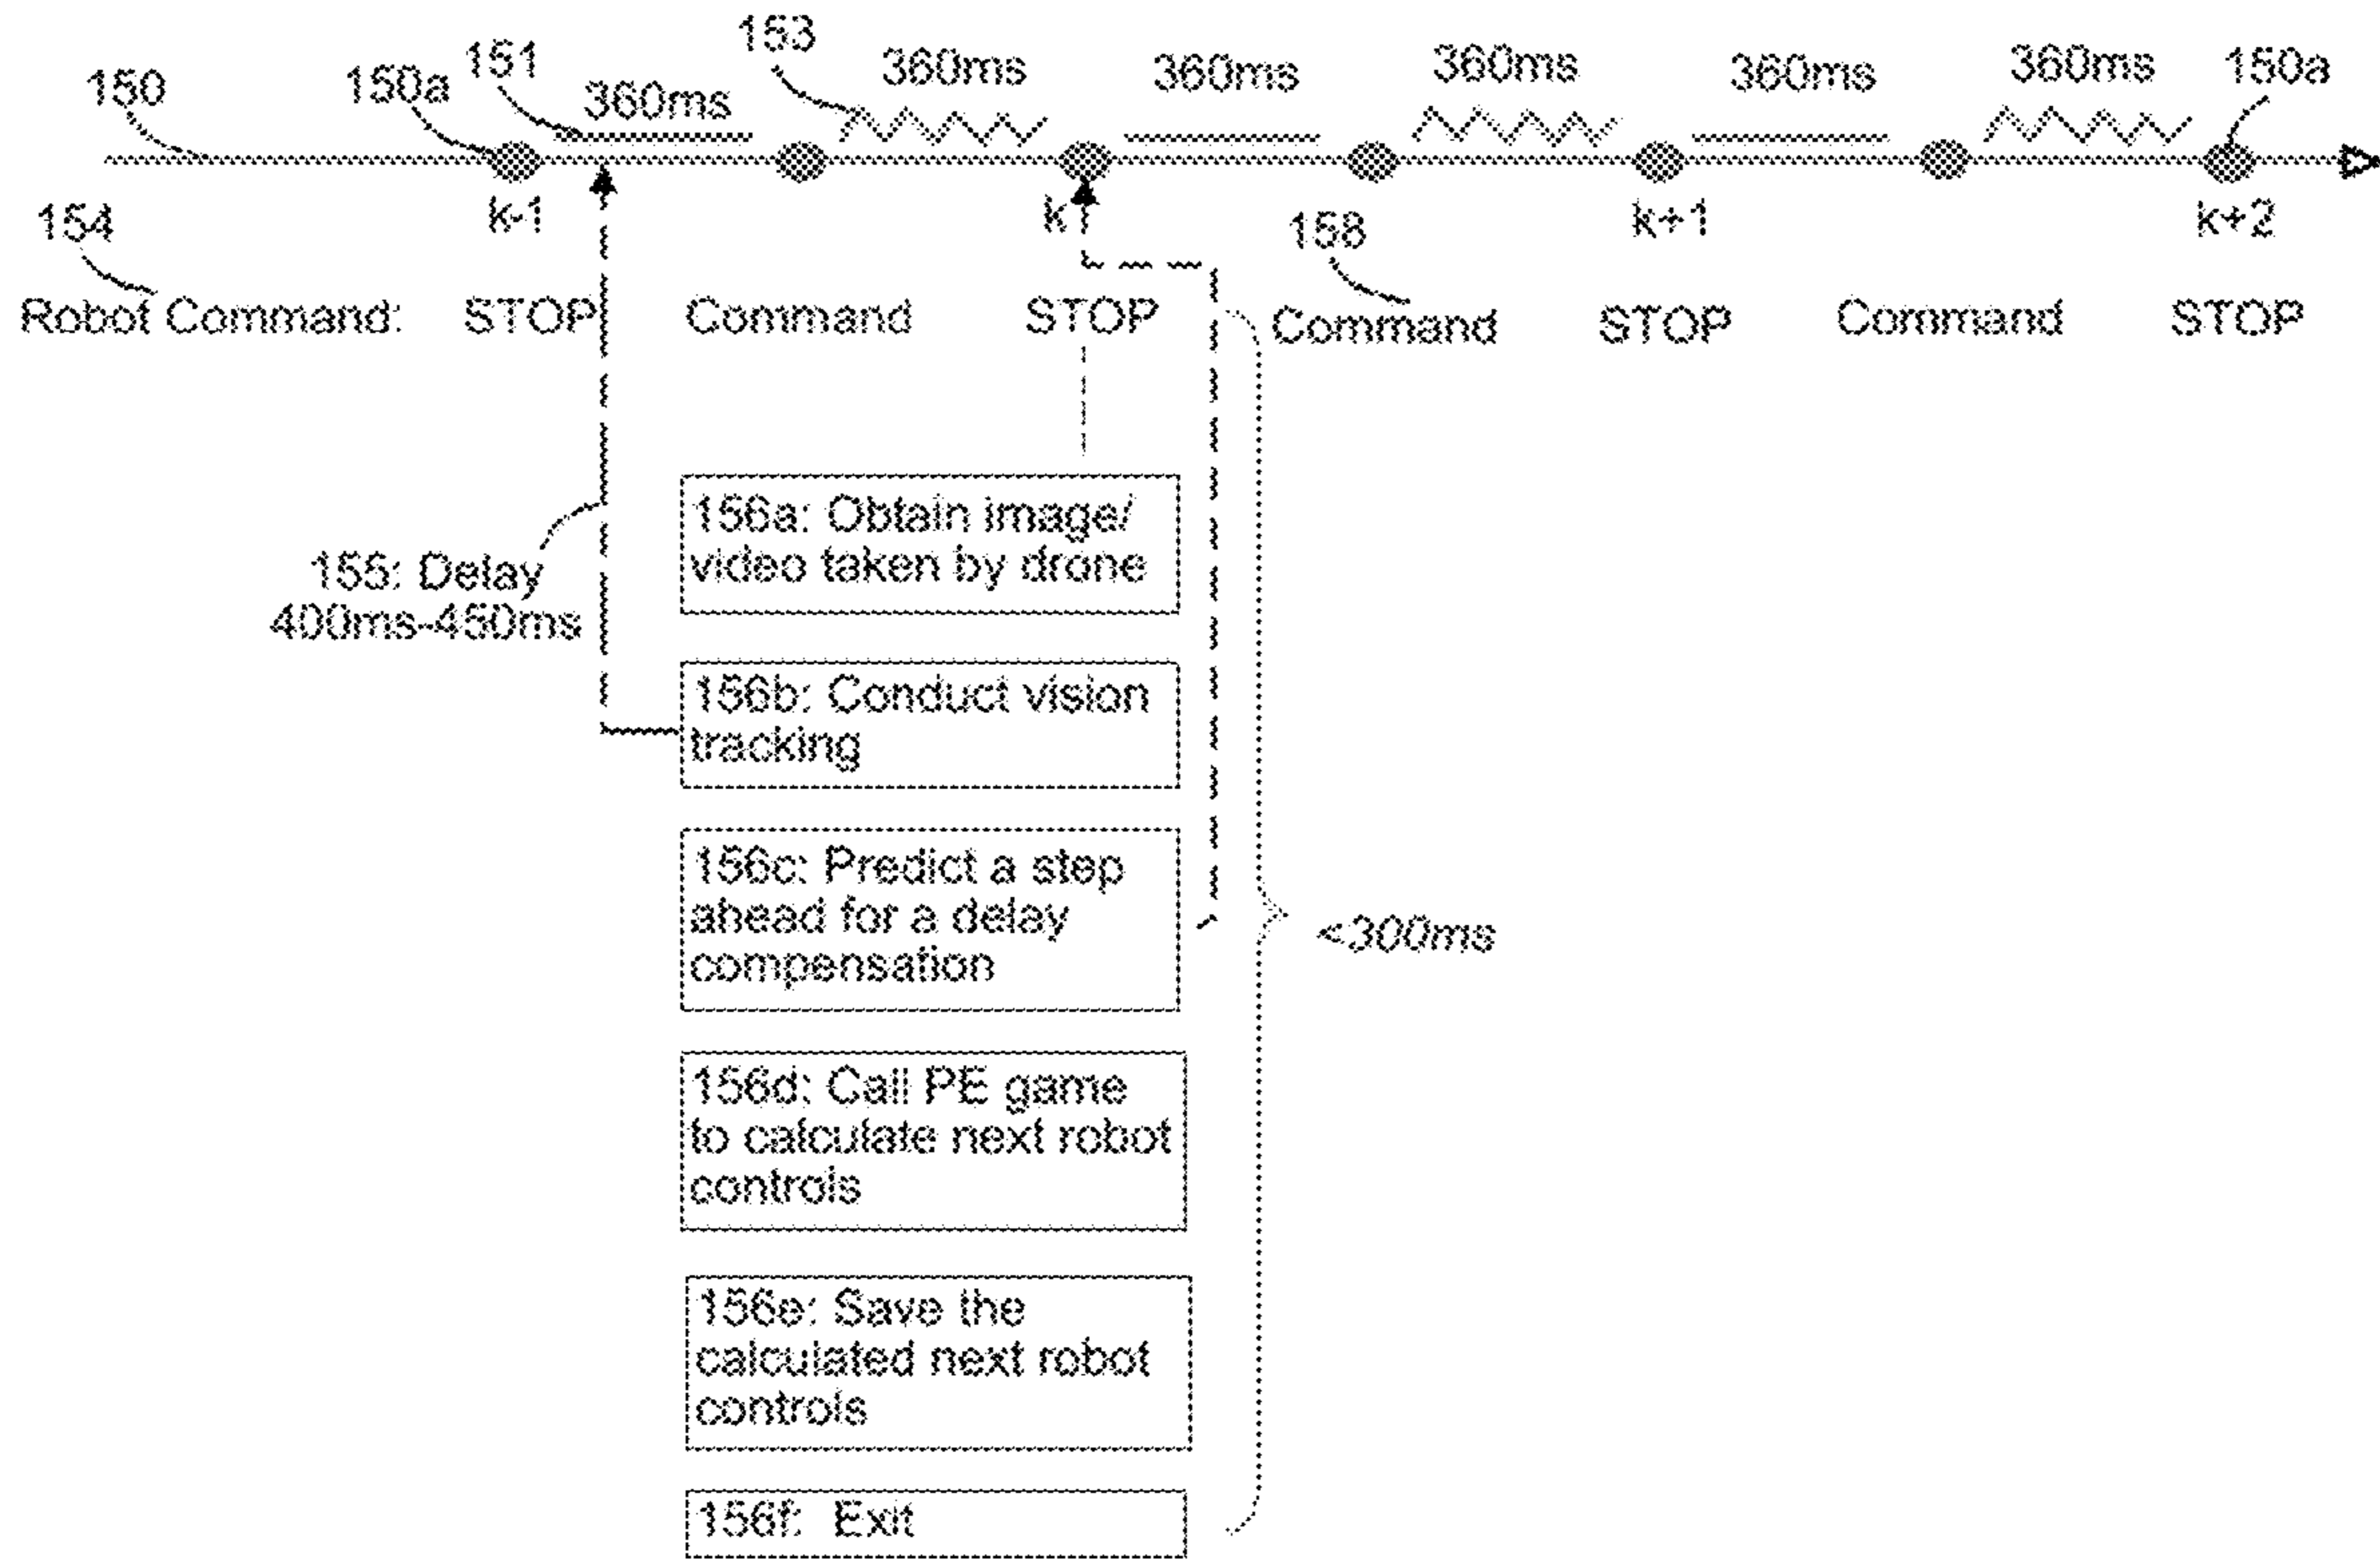 150 150a 151 360ms 153 360ms 360ms 360ms 360ms 360ms 150a
k-1 k k+1 k+2
154 158
Robot Command: STOP Command STOP Command STOP Command STOP
155: Delay
400ms-450ms
156a: Obtain image/
video taken by drone
156b: Conduct vision
tracking
156c: Predict a step
ahead for a delay
compensation
<300ms
156d: Call PE game
to calculate next robot
controls
156e: Save the
calculated next robot
controls
156f: Exit